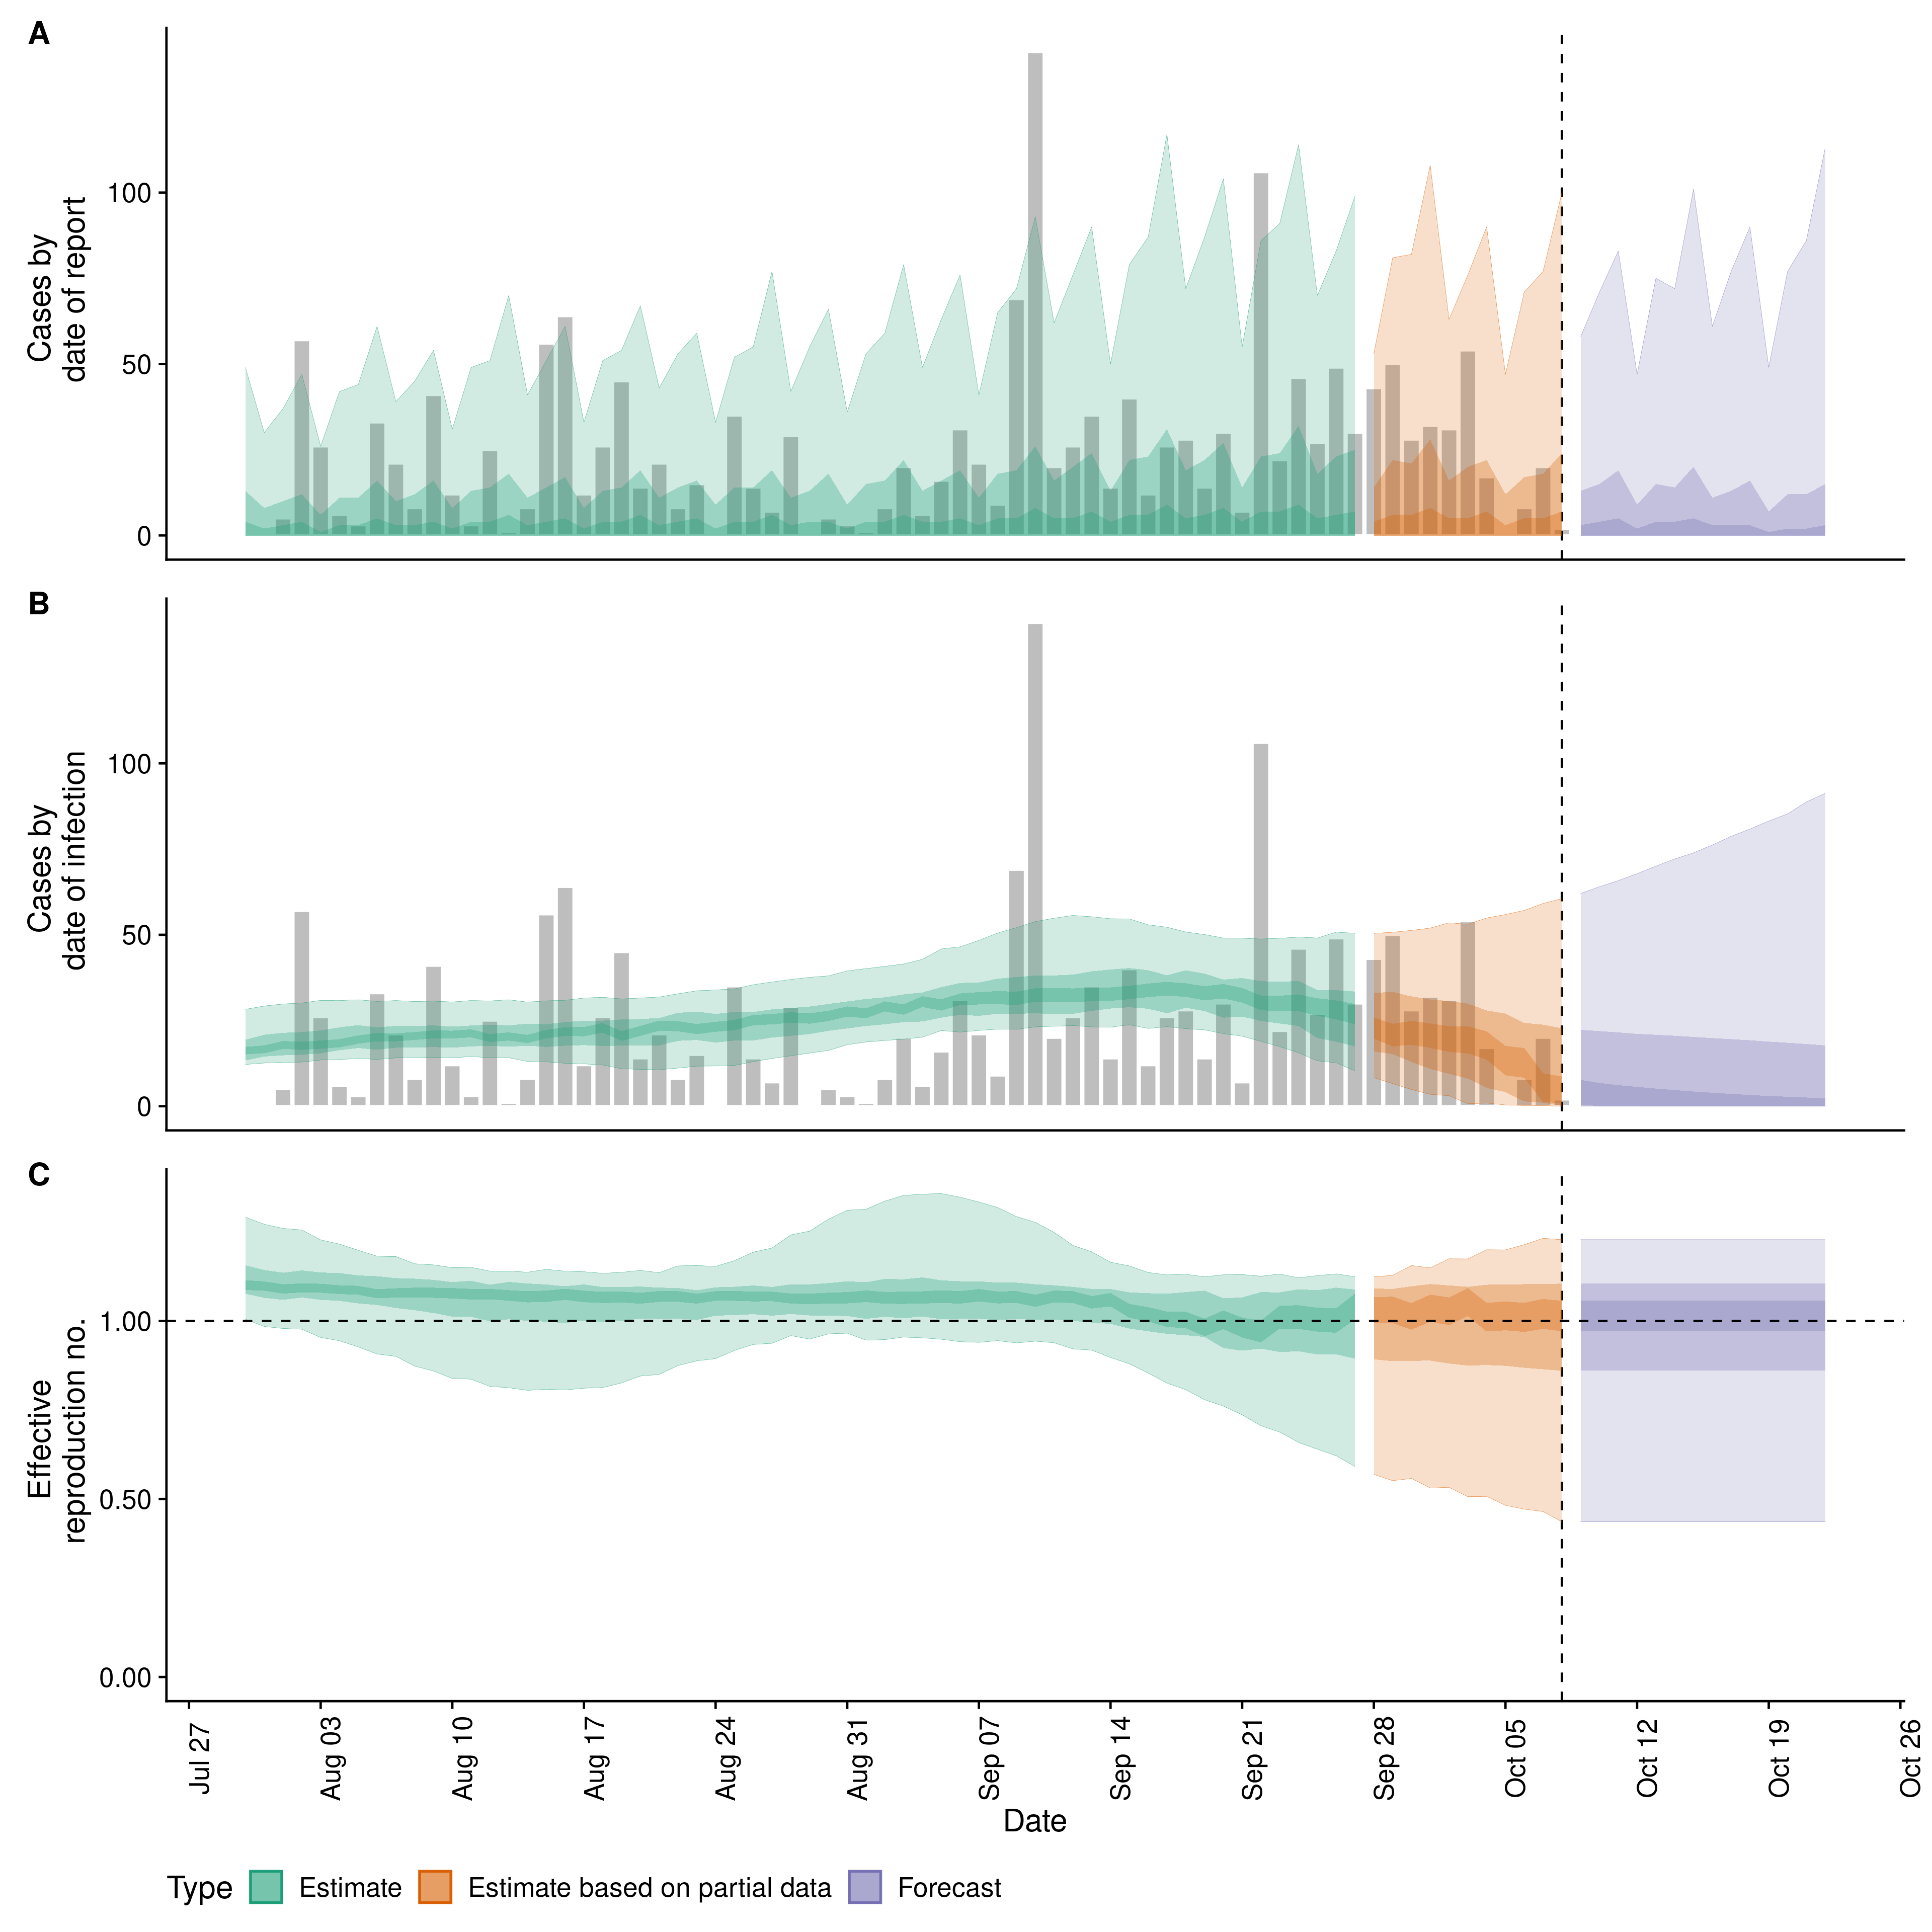 A
Cases by
date of report
100
50
0
B
Cases by
date of infection
100
50
0
C
Effective
reproduction no.
1.00
0.50
0.00
Jul 27
Aug 03
Aug 10
Aug 17
Aug 24
Aug 31
Sep 07
Sep 14
Sep 21
Sep 28
Oct 05
Oct 12
Oct 19
Oct 26
Date
Type Estimate Estimate based on partial data Forecast